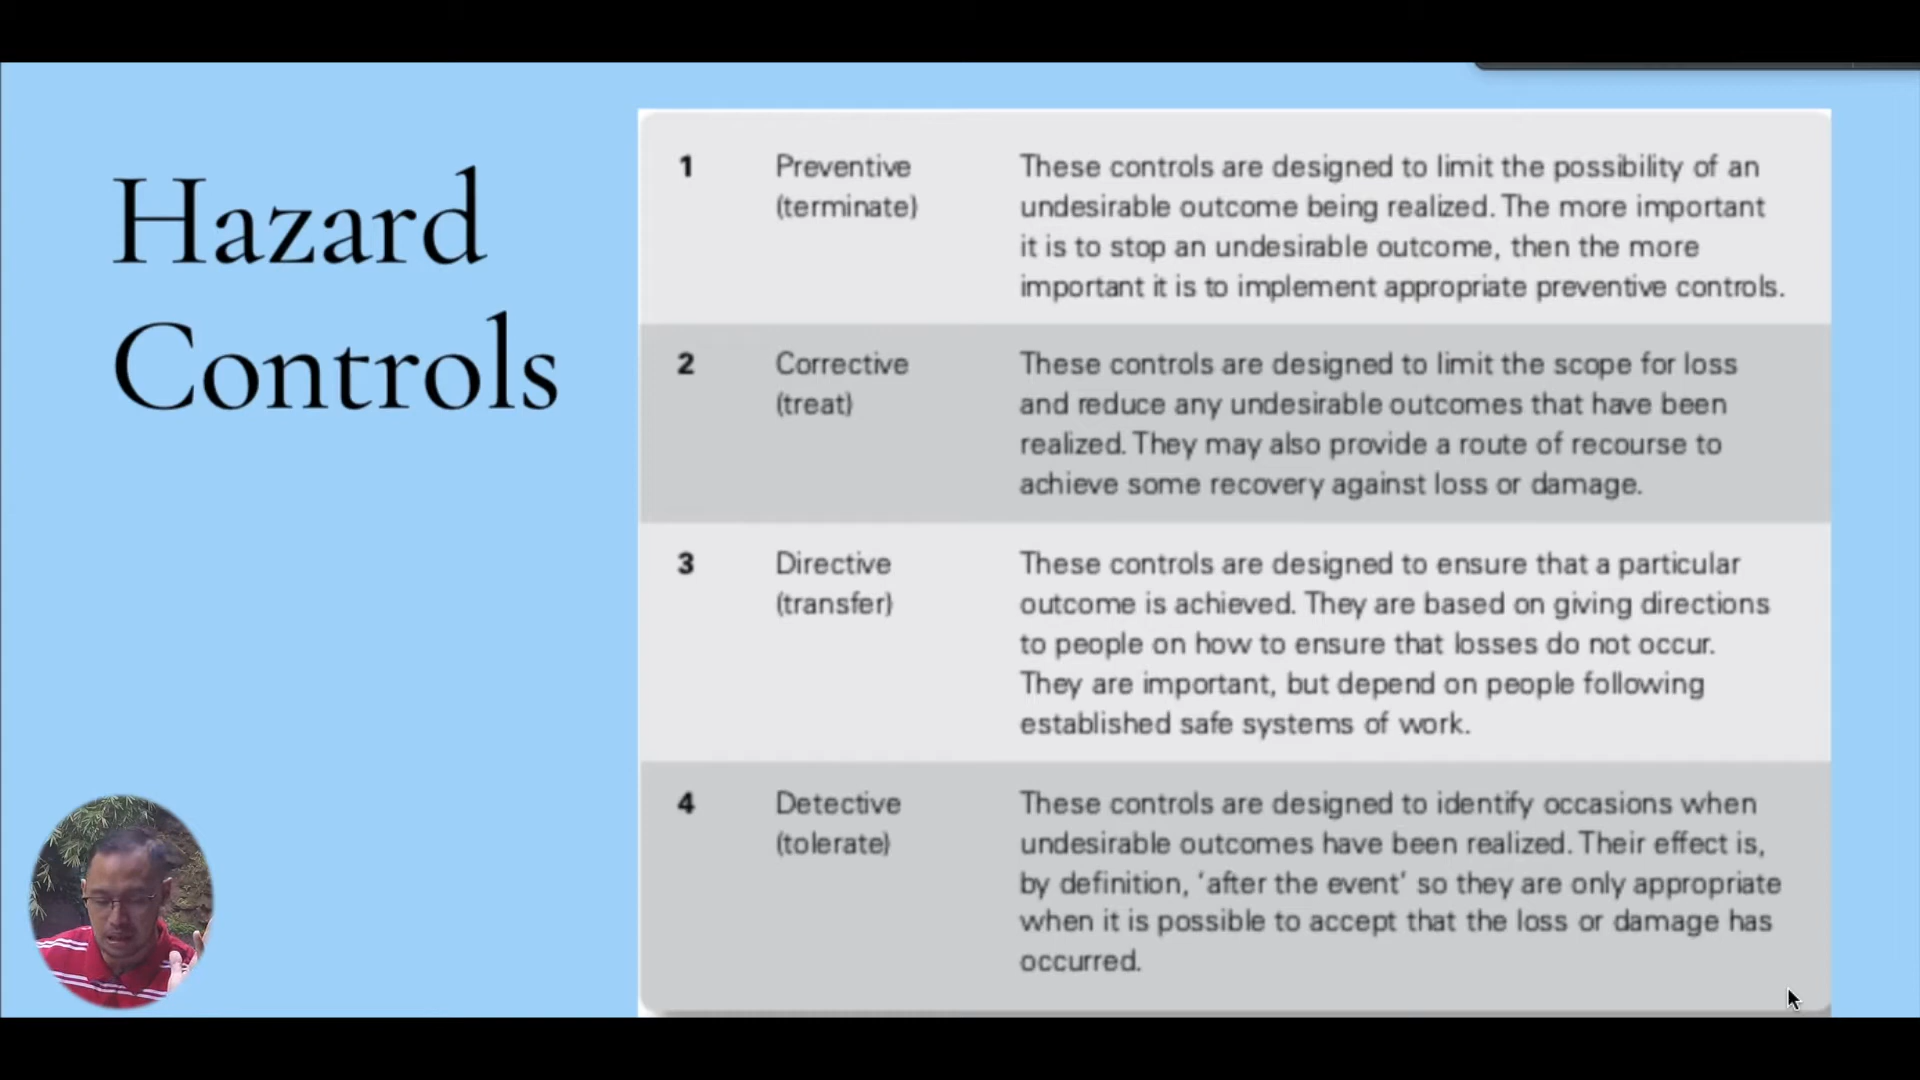 Hazard
Controls
1 Preventive (terminate)
These controls are designed to limit the possibility of an
undesirable outcome being realized. The more important
it is to stop an undesirable outcome, then the more
important it is to implement appropriate preventive controls.
2 Corrective (treat)
These controls are designed to limit the scope for loss
and reduce any undesirable outcomes that have been
realized. They may also provide a route of recourse to
achieve some recovery against loss or damage.
3 Directive (transfer)
These controls are designed to ensure that a particular
outcome is achieved. They are based on giving directions
to people on how to ensure that losses do not occur.
They are important, but depend on people following
established safe systems of work.
4 Detective (tolerate)
These controls are designed to identify occasions when
undesirable outcomes have been realized. Their effect is,
by definition, 'after the event' so they are only appropriate
when it is possible to accept that the loss or damage has
occurred.